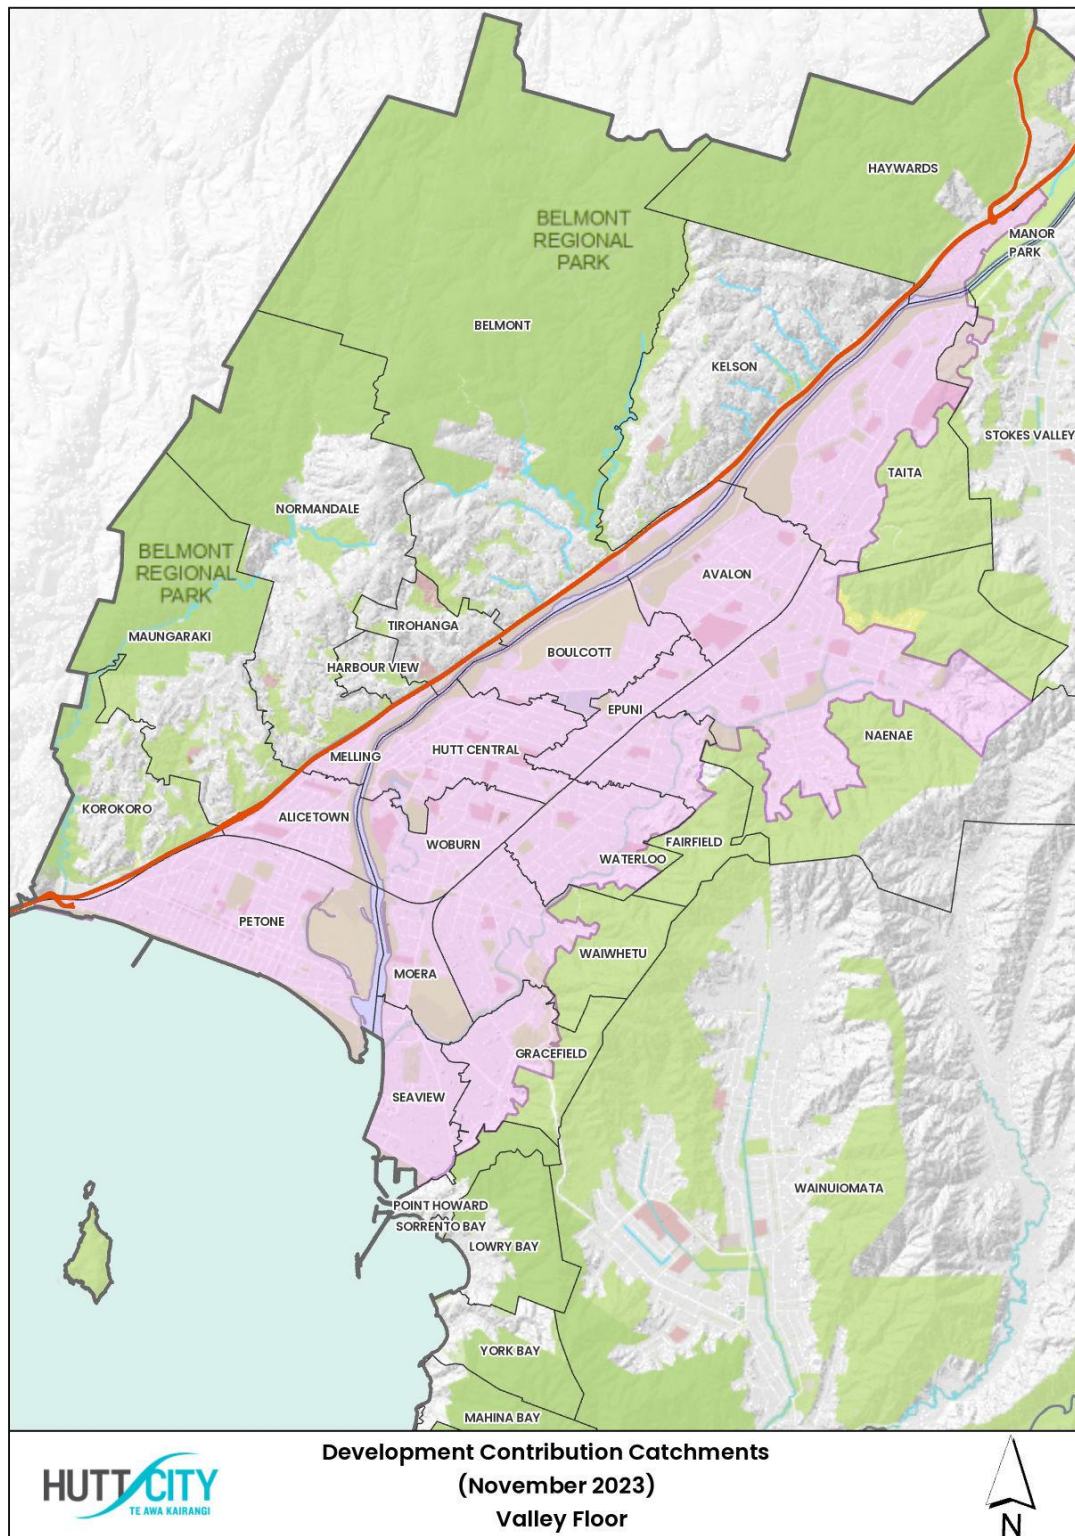 HAYWARDS
BELMONT
REGIONAL
PARK
MANOR
PARK
BELMONT
KELSON
STOKES VALLEY
TAITA
NORMANDALE
BELMONT
REGIONAL
PARK
AVALON
MAUNGARAKI
TIROHANGA
BOULCOTT
HARBOUR VIEW
EPUNI
NAENAE
HUTT CENTRAL
MELLING
KOROKORO
ALICETOWN
WOBURN
FAIRFIELD
WATERLOO
PETONE
WAIWHETU
MOERA
GRACEFIELD
SEAVIEW
WAINUIOMATA
POINT HOWARD
SORRENTO BAY
LOWRY BAY
YORK BAY
MAHINA BAY
HUTT CITY
TE AWA KAIRANGI
Development Contribution Catchments
(November 2023)
Valley Floor
N